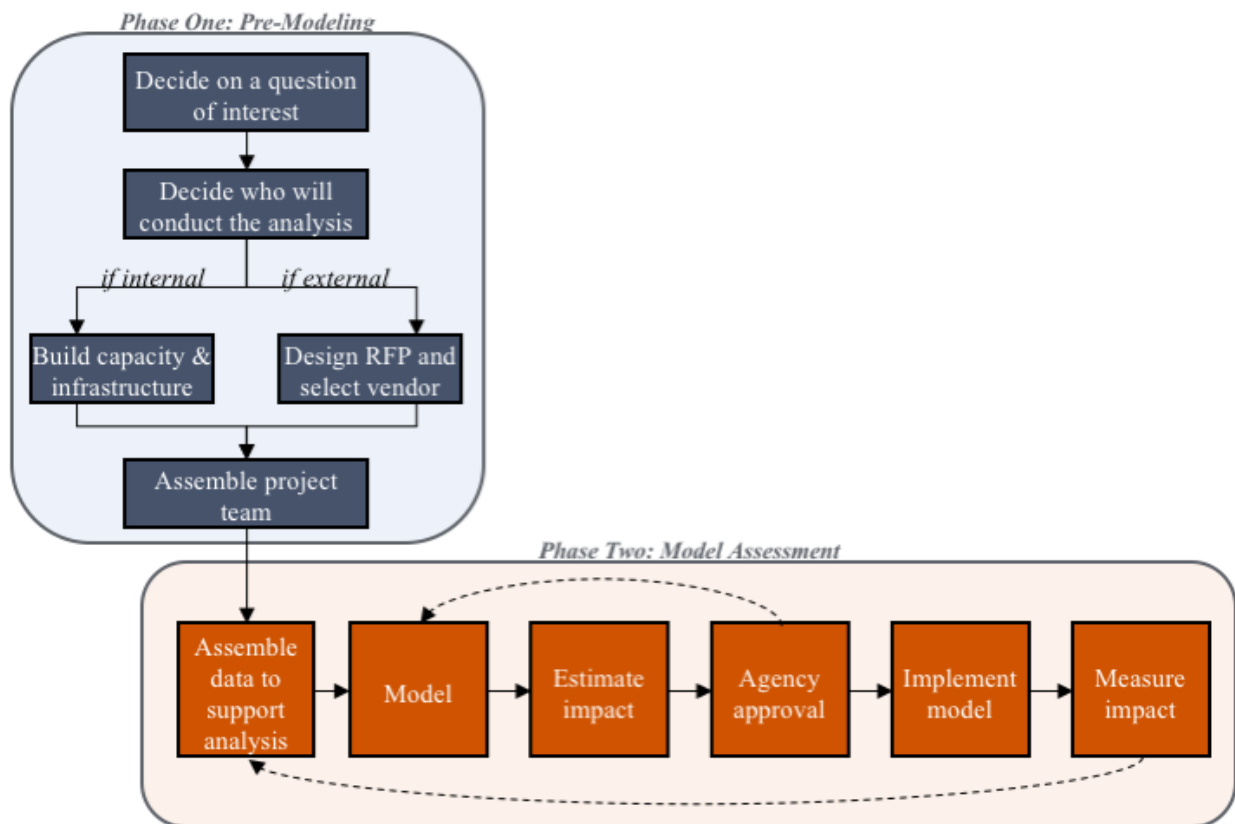 Phase One: Pre-Modeling
Decide on a question
of interest
Decide who will
conduct the analysis
if internal
if external
Build capacity &
infrastructure
Design RFP and
select vendor
Assemble project
team
Phase Two: Model Assessment
Assemble
data to
support
analysis
Model
Estimate
impact
Agency
approval
Implement
model
Measure
impact